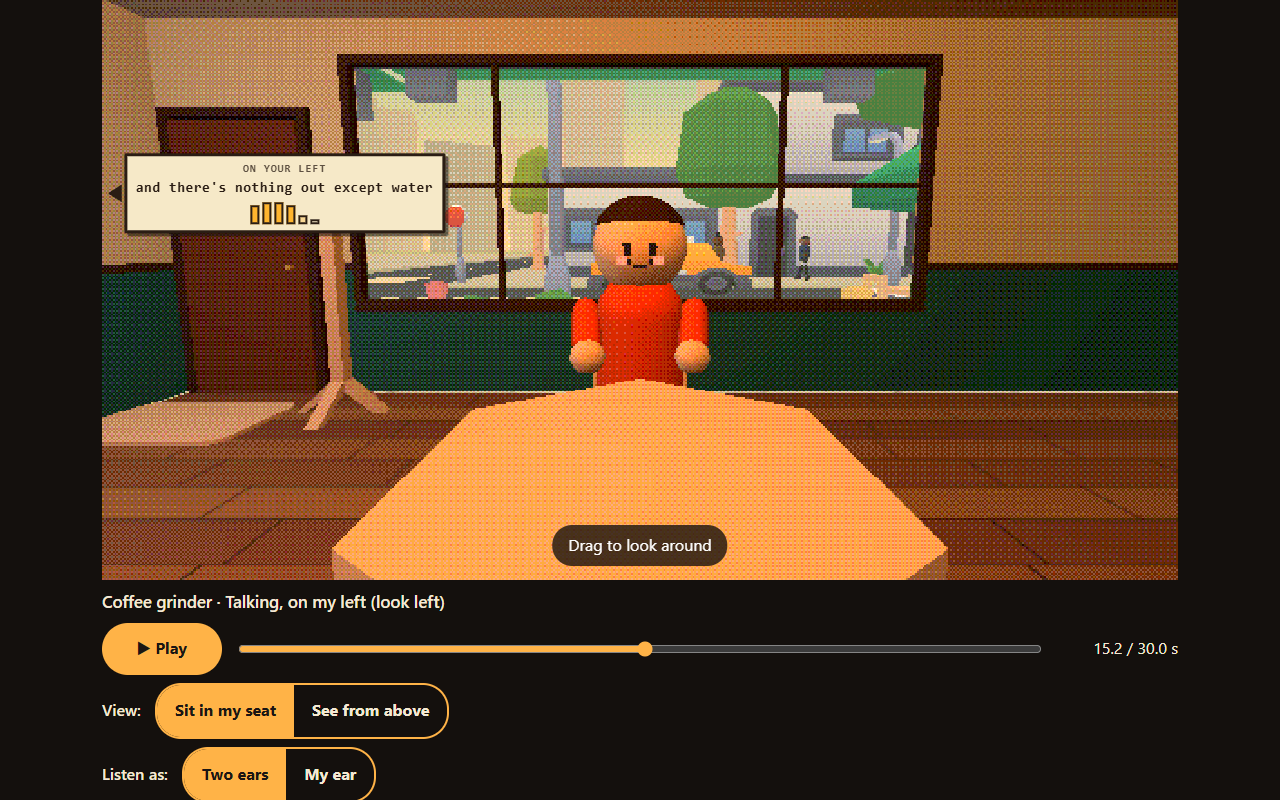 ON YOUR LEFT
and there's nothing out except water
Drag to look around
Coffee grinder · Talking, on my left (look left)
▶ Play
15.2 / 30.0 s
View:
Sit in my seat
See from above
Listen as:
Two ears
My ear